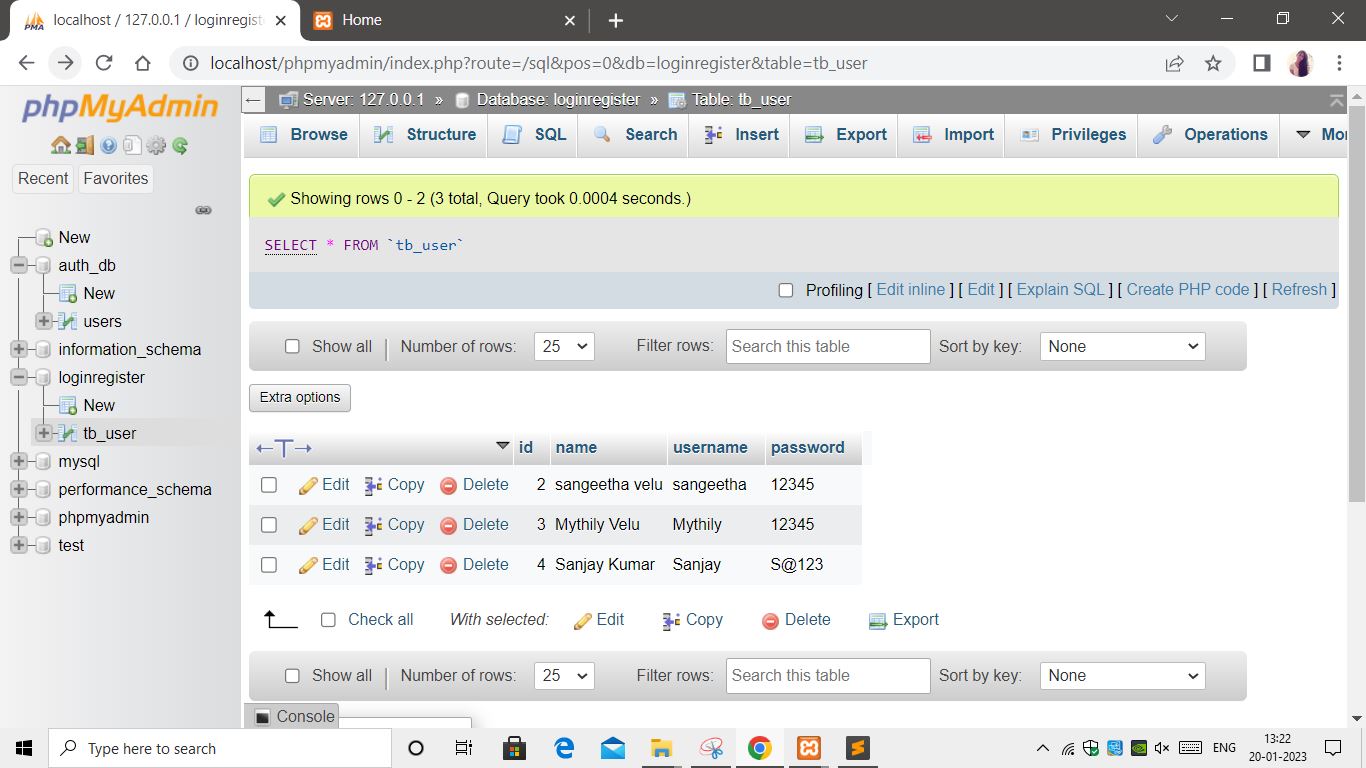 localhost / 127.0.0.1 / loginregist
Home
localhost/phpmyadmin/index.php?route=/sql&pos=0&db=loginregister&table=tb_user
phpMyAdmin
Recent Favorites
New
auth_db
New
users
information_schema
loginregister
New
tb_user
mysql
performance_schema
phpmyadmin
test
Server: 127.0.0.1 » Database: loginregister » Table: tb_user
Browse Structure SQL Search Insert Export Import Privileges Operations Mo
Showing rows 0 - 2 (3 total, Query took 0.0004 seconds.)
SELECT * FROM `tb_user`
Profiling [ Edit inline ] [ Edit ] [ Explain SQL ] [ Create PHP code ] [ Refresh ]
Show all | Number of rows: 25 Filter rows: Search this table Sort by key: None
Extra options
←T→ id name username password
Edit Copy Delete 2 sangeetha velu sangeetha 12345
Edit Copy Delete 3 Mythily Velu Mythily 12345
Edit Copy Delete 4 Sanjay Kumar Sanjay S@123
Check all With selected: Edit Copy Delete Export
Show all | Number of rows: 25 Filter rows: Search this table Sort by key: None
Console
Type here to search
ENG
13:22
20-01-2023